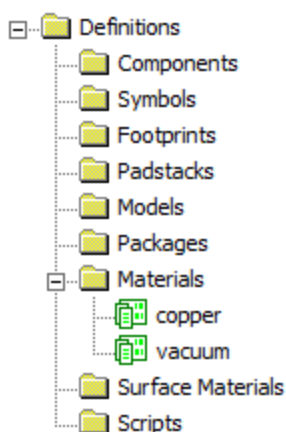 Definitions
Components
Symbols
Footprints
Padstacks
Models
Packages
Materials
copper
vacuum
Surface Materials
Scripts